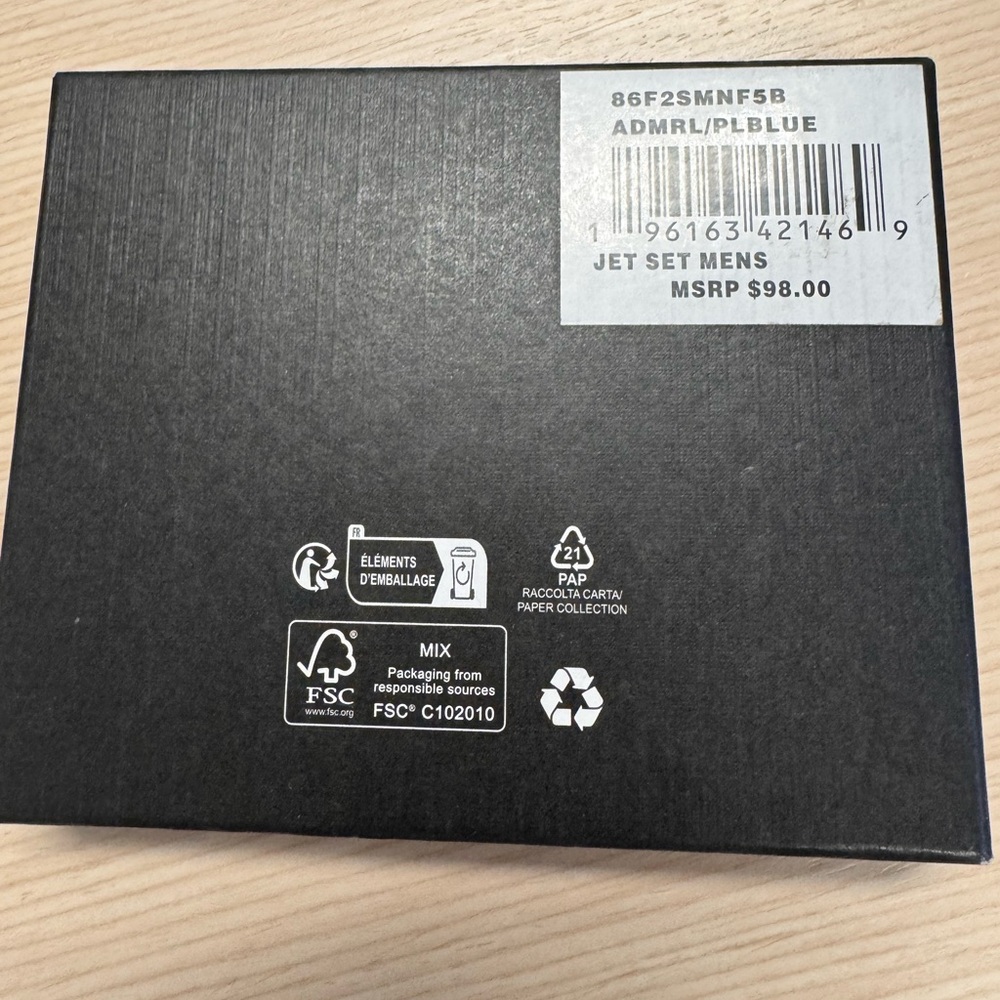 86F2SMNF5B
ADMRL/PLBLUE
1 96163 42146 9
JET SET MENS
MSRP $98.00
FR
ÉLÉMENTS
D'EMBALLAGE
21
PAP
RACCOLTA CARTA/
PAPER COLLECTION
®
FSC
www.fsc.org
MIX
Packaging from
responsible sources
FSC® C102010